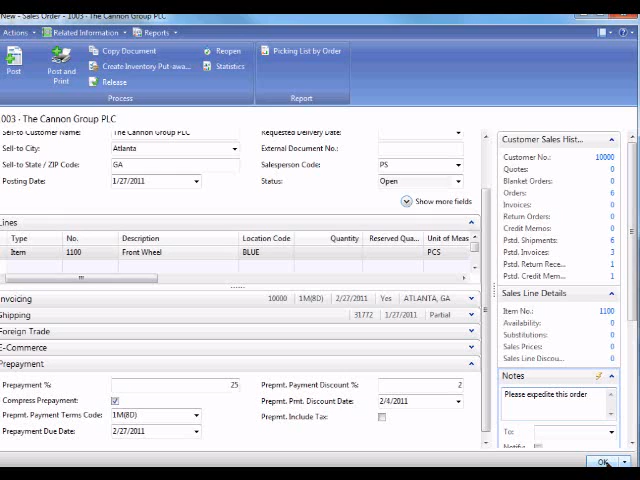 New - Sales Order - 1003 · The Cannon Group PLC
Actions Related Information Reports
Post
Post and Print
Copy Document
Create Inventory Put-awa...
Release
Reopen
Statistics
Process
Picking List by Order
Report
1003 · The Cannon Group PLC
Sell-to Customer Name: The Cannon Group PLC
Sell-to City: Atlanta
Sell-to State / ZIP Code: GA
Posting Date: 1/27/2011
Requested Delivery Date:
External Document No.:
Salesperson Code: PS
Status: Open
Show more fields
Lines
Type No. Description Location Code Quantity Reserved Qua... Unit of Meas
Item 1100 Front Wheel BLUE PCS
Invoicing 10000 1M(8D) 2/27/2011 Yes ATLANTA, GA
Shipping 31772 1/27/2011 Partial
Foreign Trade
E-Commerce
Prepayment
Prepayment %: 25
Compress Prepayment:
Prepmt. Payment Terms Code: 1M(8D)
Prepayment Due Date: 2/27/2011
Prepmt. Payment Discount %: 2
Prepmt. Pmt. Discount Date: 2/4/2011
Prepmt. Include Tax:
Customer Sales Hist...
Customer No.: 10000
Quotes: 0
Blanket Orders: 0
Orders: 6
Invoices: 0
Return Orders: 0
Credit Memos: 0
Pstd. Shipments: 6
Pstd. Invoices: 3
Pstd. Return Rece... 1
Pstd. Credit Mem... 1
Sales Line Details
Item No.: 1100
Availability: 0
Substitutions: 0
Sales Prices: 0
Sales Line Discou... 0
Notes
Please expedite this order
To:
Notify:
OK